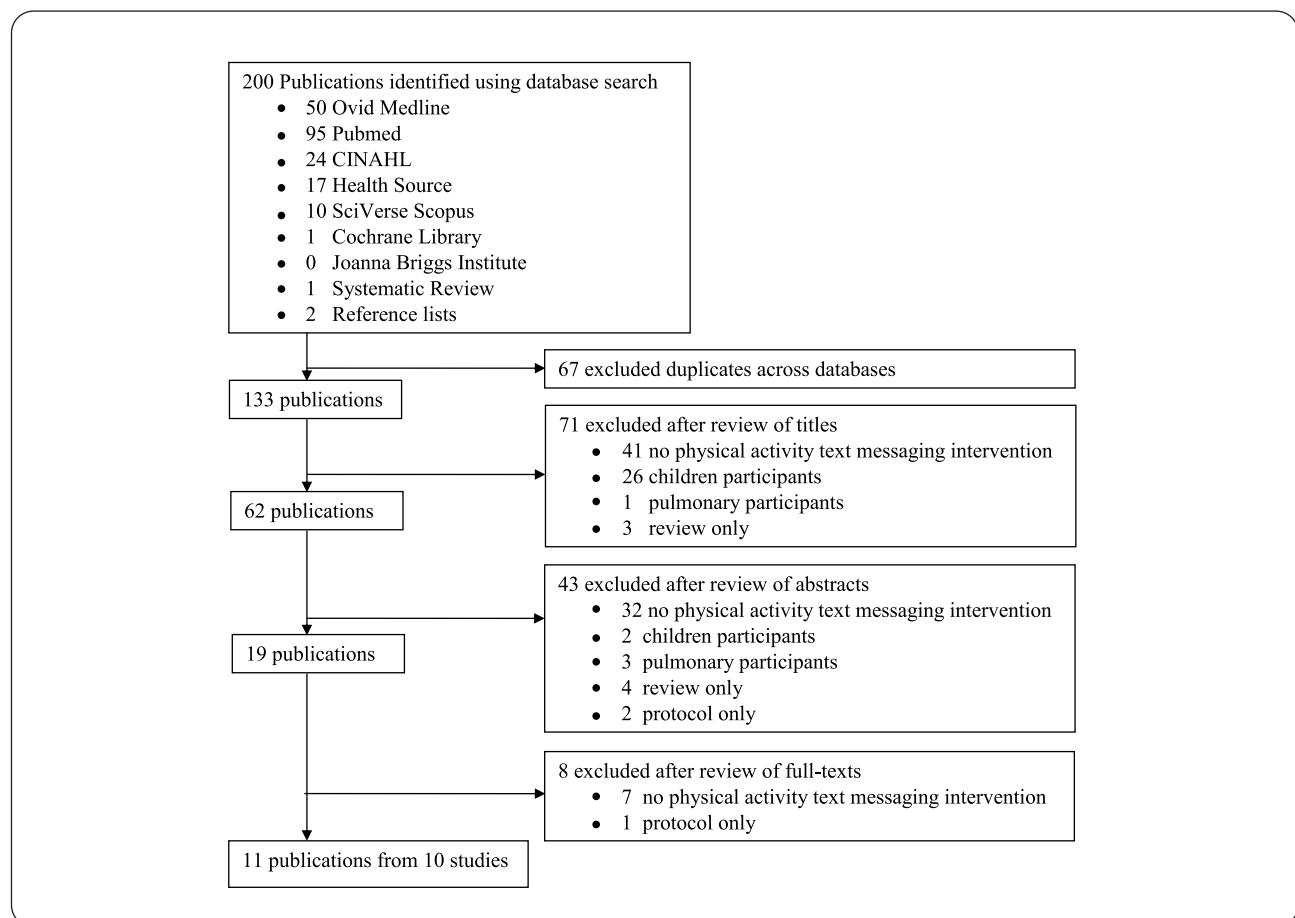 200 Publications identified using database search
• 50 Ovid Medline
• 95 Pubmed
• 24 CINAHL
• 17 Health Source
• 10 SciVerse Scopus
• 1 Cochrane Library
• 0 Joanna Briggs Institute
• 1 Systematic Review
• 2 Reference lists
67 excluded duplicates across databases
133 publications
71 excluded after review of titles
• 41 no physical activity text messaging intervention
• 26 children participants
• 1 pulmonary participants
• 3 review only
62 publications
43 excluded after review of abstracts
• 32 no physical activity text messaging intervention
• 2 children participants
• 3 pulmonary participants
• 4 review only
• 2 protocol only
19 publications
8 excluded after review of full-texts
• 7 no physical activity text messaging intervention
• 1 protocol only
11 publications from 10 studies